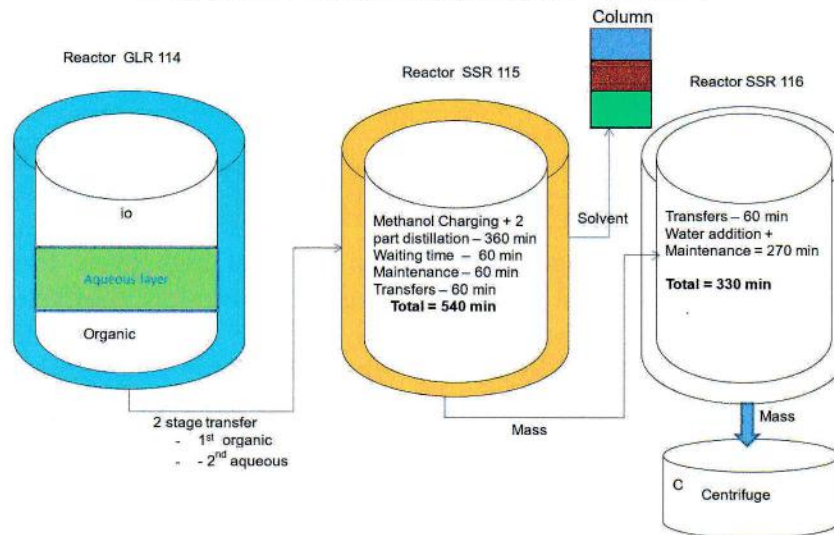 Column
Reactor GLR 114
Reactor SSR 115
Reactor SSR 116
io
Aqueous layer
Organic
2 stage transfer
- 1st organic
- - 2nd aqueous
Methanol Charging + 2
part distillation – 360 min
Waiting time – 60 min
Maintenance – 60 min
Transfers – 60 min
Total = 540 min
Solvent
Mass
Transfers – 60 min
Water addition +
Maintenance = 270 min
Total = 330 min
Mass
C
Centrifuge